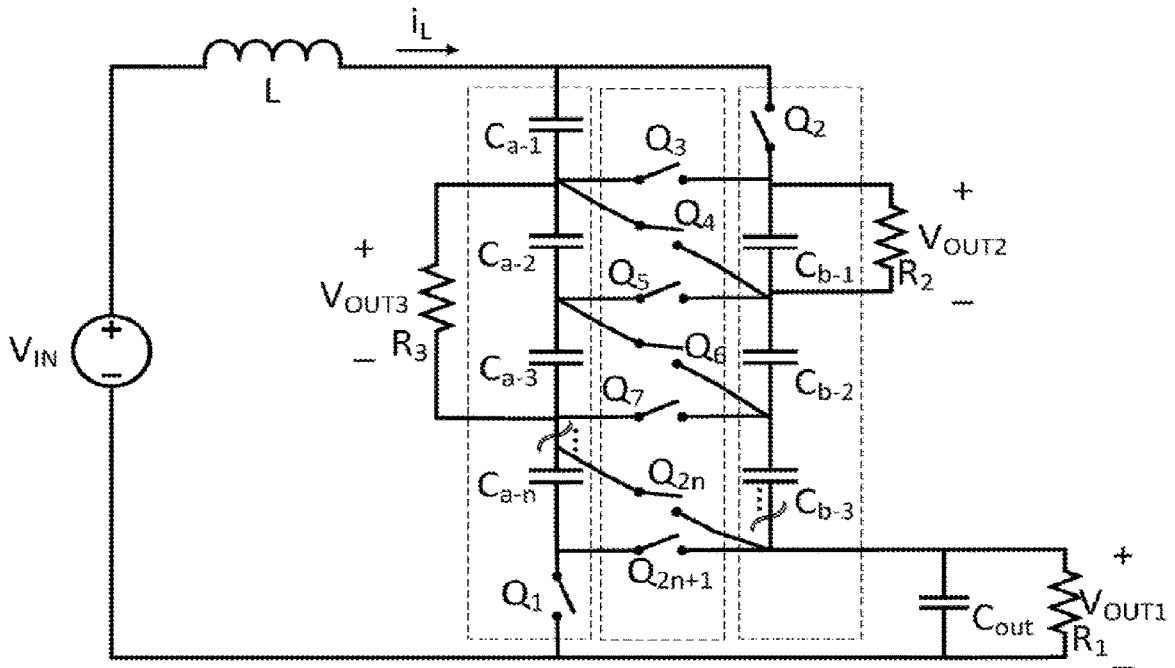 i_L
L
C_a-1
Q_2
Q_3
+
Q_4
+
V_OUT2
C_a-2
Q_5
C_b-1
R_2
V_OUT3
−
+
V_IN
−
R_3
−
C_a-3
Q_6
C_b-2
Q_7
C_a-n
Q_2n
C_b-3
Q_2n+1
+
Q_1
C_out
V_OUT1
R_1
−